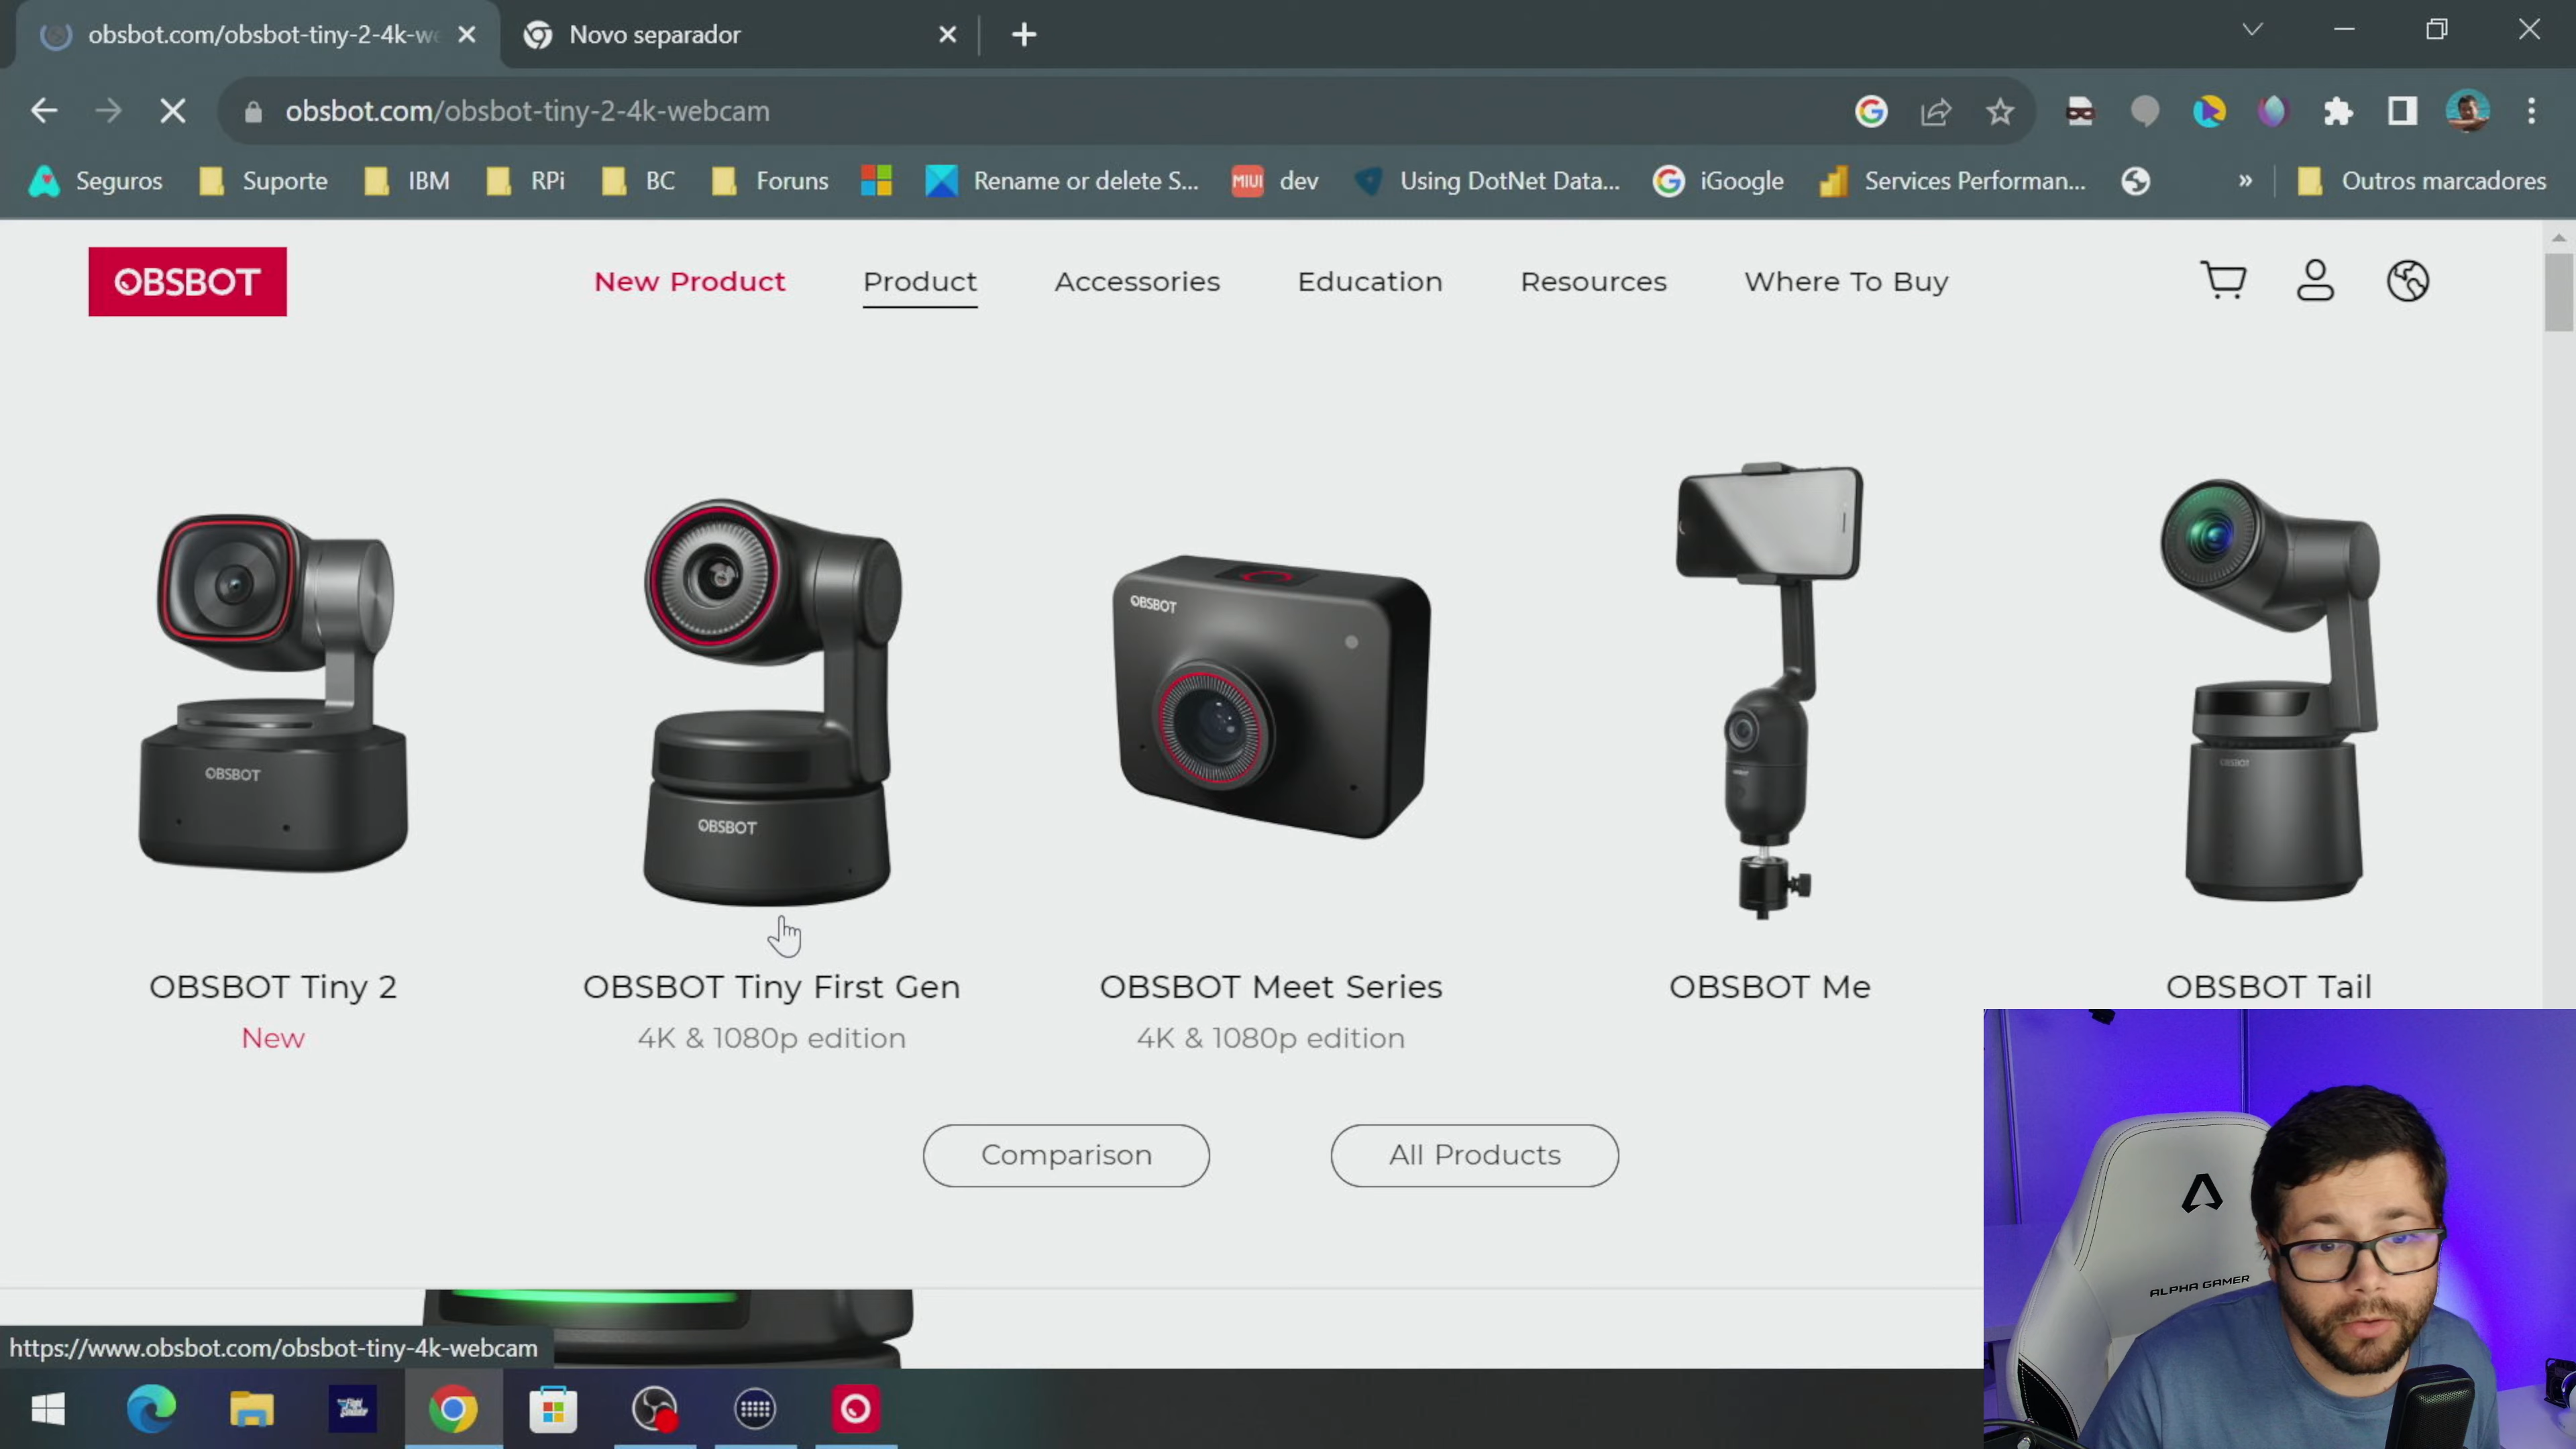 obsbot.com/obsbot-tiny-2-4k-we
Novo separador
obsbot.com/obsbot-tiny-2-4k-webcam
Seguros
Suporte
IBM
RPi
BC
Foruns
Rename or delete S...
MIUI
dev
Using DotNet Data...
iGoogle
Services Performan...
»
Outros marcadores
OBSBOT
New Product
Product
Accessories
Education
Resources
Where To Buy
OBSBOT
OBSBOT
OBSBOT
OBSBOT
OBSBOT Tiny 2
New
OBSBOT Tiny First Gen
4K & 1080p edition
OBSBOT Meet Series
4K & 1080p edition
OBSBOT Me
OBSBOT Tail
Comparison
All Products
ALPHA GAMER
https://www.obsbot.com/obsbot-tiny-4k-webcam